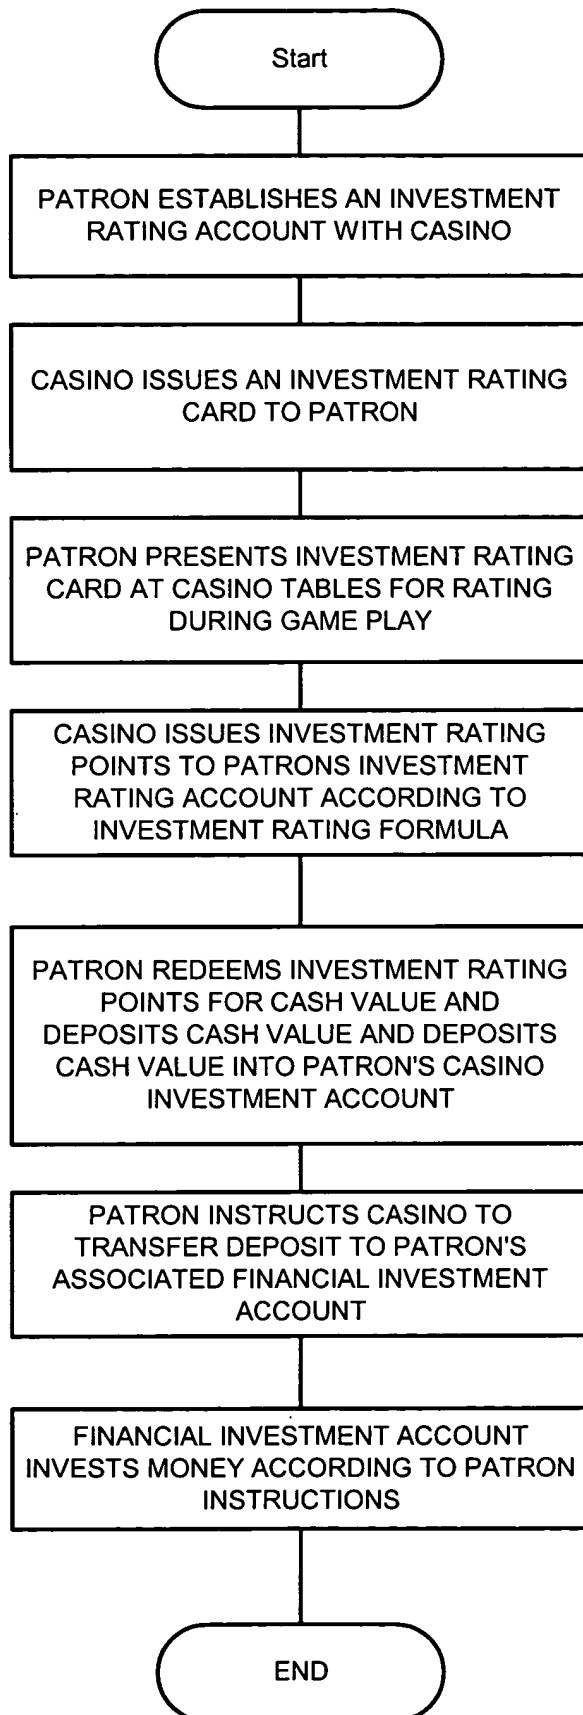 Start
PATRON ESTABLISHES AN INVESTMENT
RATING ACCOUNT WITH CASINO
CASINO ISSUES AN INVESTMENT RATING
CARD TO PATRON
PATRON PRESENTS INVESTMENT RATING
CARD AT CASINO TABLES FOR RATING
DURING GAME PLAY
CASINO ISSUES INVESTMENT RATING
POINTS TO PATRONS INVESTMENT
RATING ACCOUNT ACCORDING TO
INVESTMENT RATING FORMULA
PATRON REDEEMS INVESTMENT RATING
POINTS FOR CASH VALUE AND
DEPOSITS CASH VALUE AND DEPOSITS
CASH VALUE INTO PATRON'S CASINO
INVESTMENT ACCOUNT
PATRON INSTRUCTS CASINO TO
TRANSFER DEPOSIT TO PATRON'S
ASSOCIATED FINANCIAL INVESTMENT
ACCOUNT
FINANCIAL INVESTMENT ACCOUNT
INVESTS MONEY ACCORDING TO PATRON
INSTRUCTIONS
END